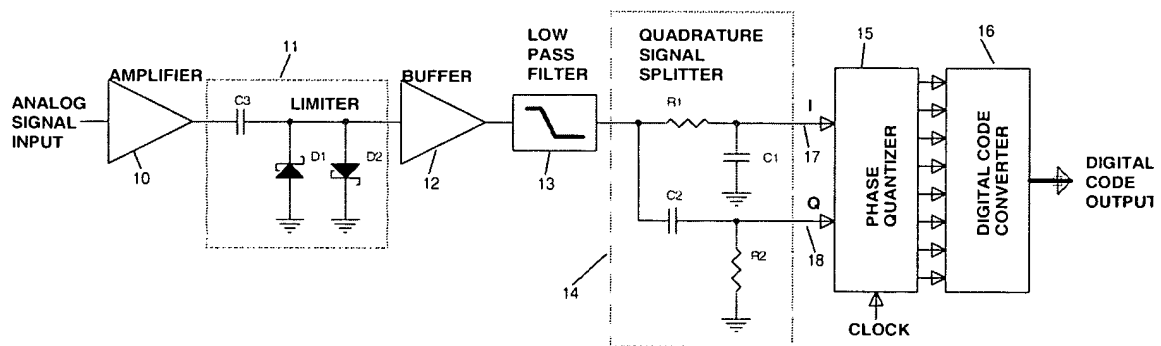 ANALOG
SIGNAL
INPUT
AMPLIFIER
10
11
C3
LIMITER
D1
D2
BUFFER
12
LOW
PASS
FILTER
13
QUADRATURE
SIGNAL
SPLITTER
14
R1
C1
C2
R2
I
17
Q
18
15
PHASE
QUANTIZER
CLOCK
16
DIGITAL CODE
CONVERTER
DIGITAL
CODE
OUTPUT